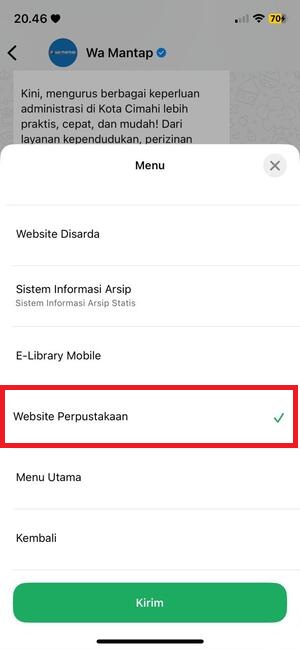 20.46
70
Wa Mantap
Kini, mengurus berbagai keperluan
administrasi di Kota Cimahi lebih
praktis, cepat, dan mudah! Dari
layanan kependudukan, perizinan
Menu
Website Disarda
Sistem Informasi Arsip
Sistem Informasi Arsip Statis
E-Library Mobile
Website Perpustakaan
Menu Utama
Kembali
Kirim